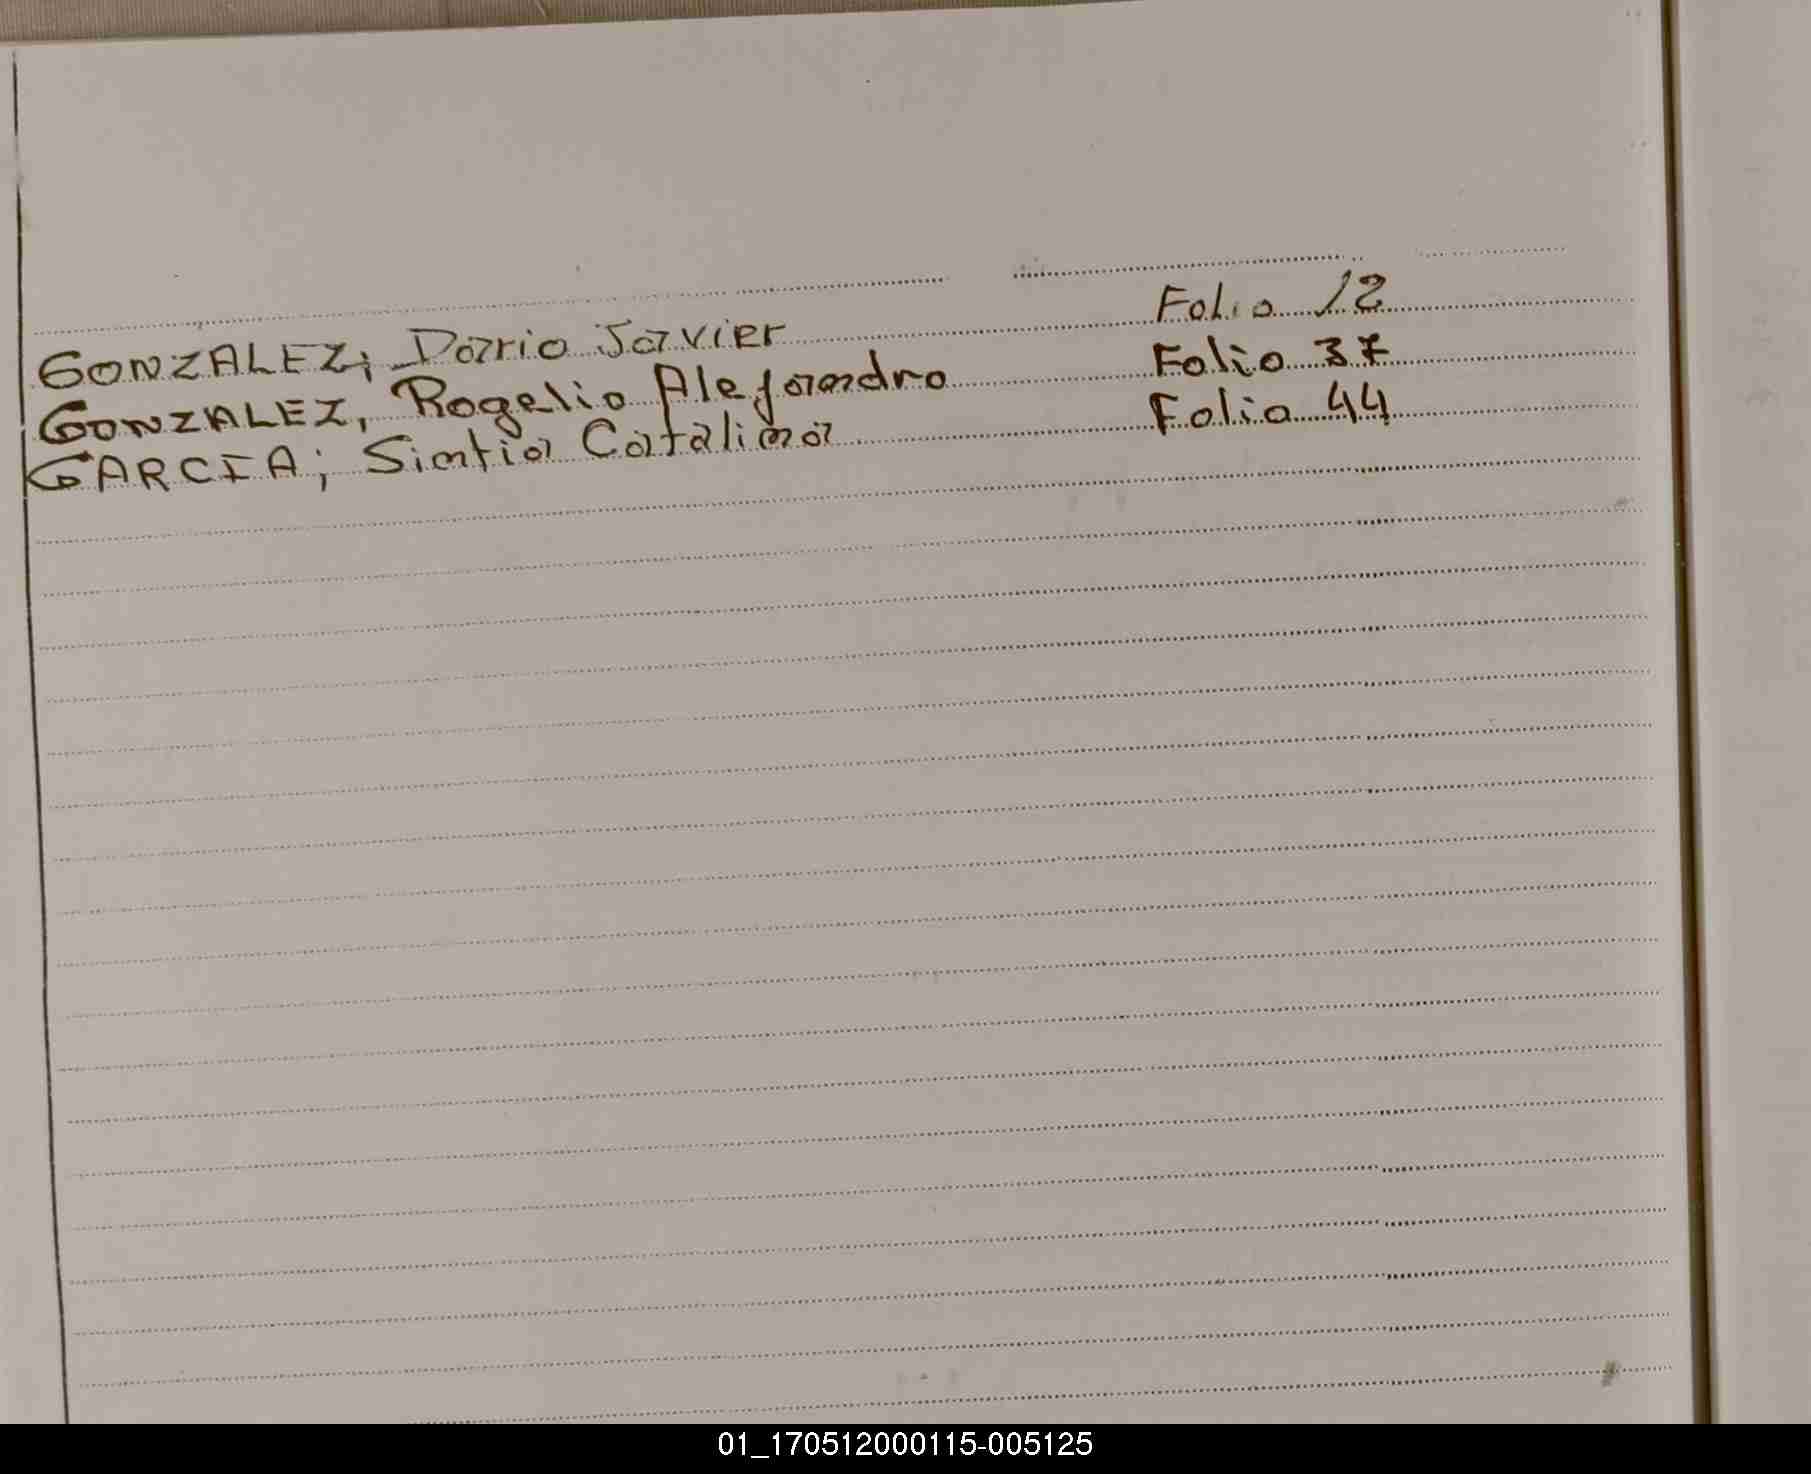 GONZALEZ; Dario Javier Folio 12
GONZALEZ, Rogelio Alejandro Folio 37
GARCIA; Sintia Catalina Folio 44
01_170512000115-005125